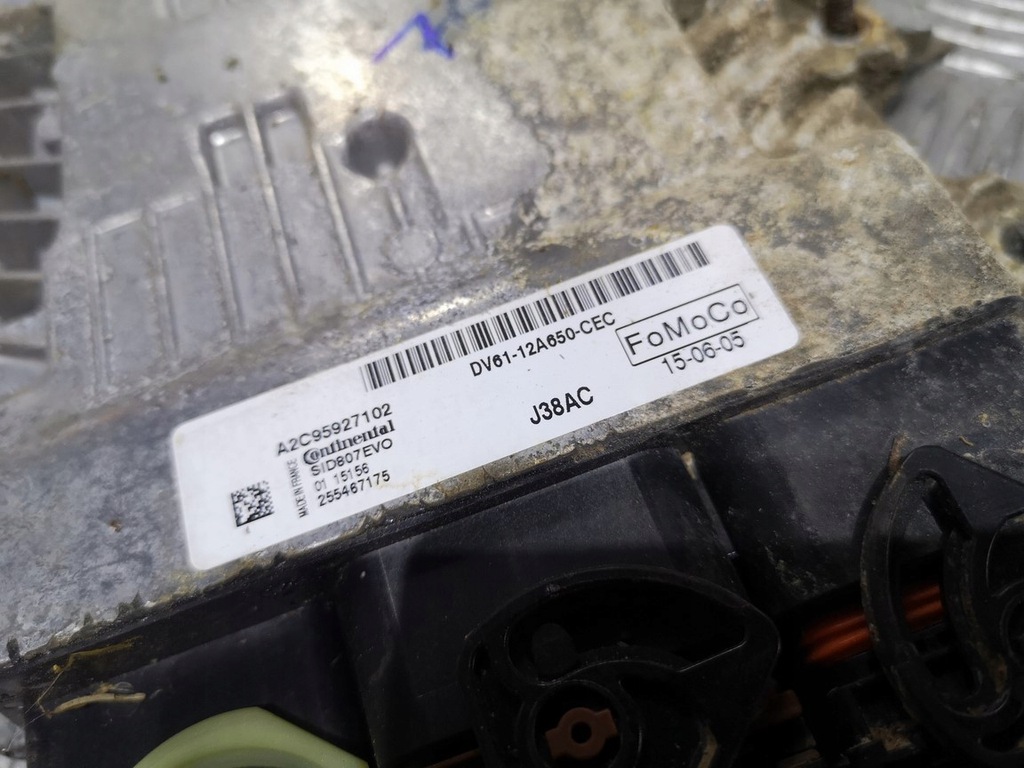 DV61-12A650-CEC
FoMoCo
15-06-05
J38AC
A2C95927102
Continental
SID807EVO
MADE IN FRANCE
01 15156
255467175